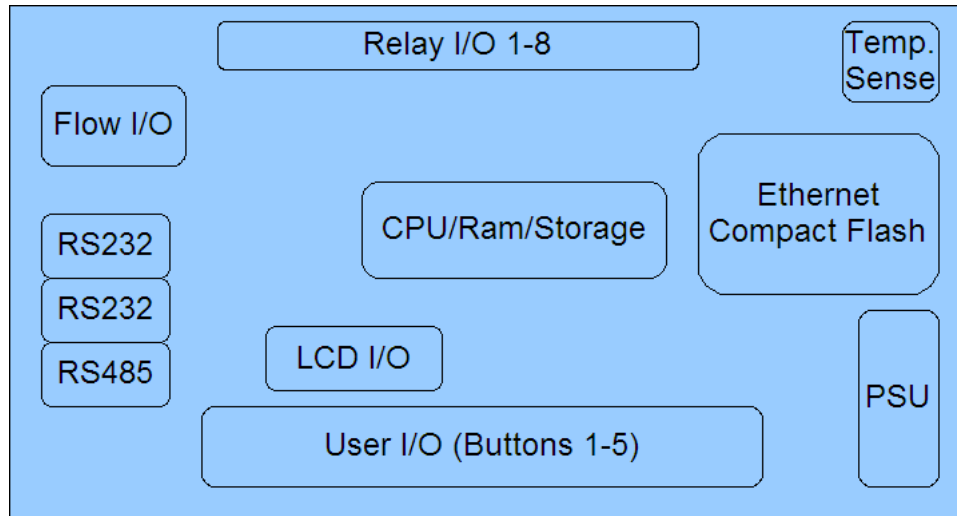 Relay I/O 1-8
Temp.
Sense
Flow I/O
Ethernet
Compact Flash
CPU/Ram/Storage
RS232
RS232
RS485
LCD I/O
PSU
User I/O (Buttons 1-5)